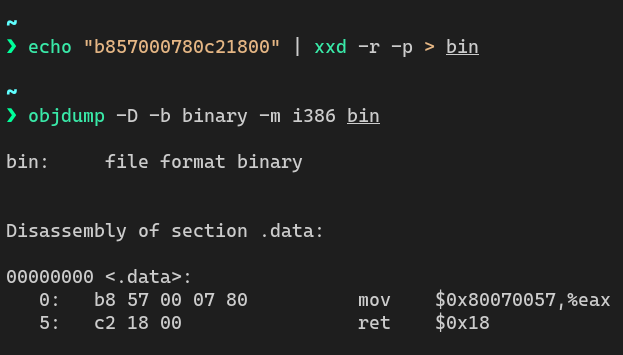 ~
❯ echo "b857000780c21800" | xxd -r -p > bin
~
❯ objdump -D -b binary -m i386 bin
bin:     file format binary
Disassembly of section .data:
00000000 <.data>:
   0:   b8 57 00 07 80          mov    $0x80070057,%eax
   5:   c2 18 00                ret    $0x18